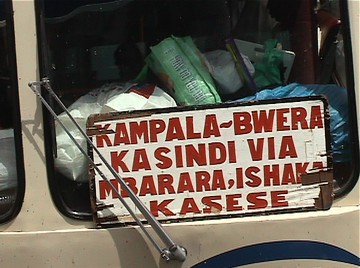 KAMPALA~BWERA
KASINDI VIA
MBARARA, ISHAKA
KASESE